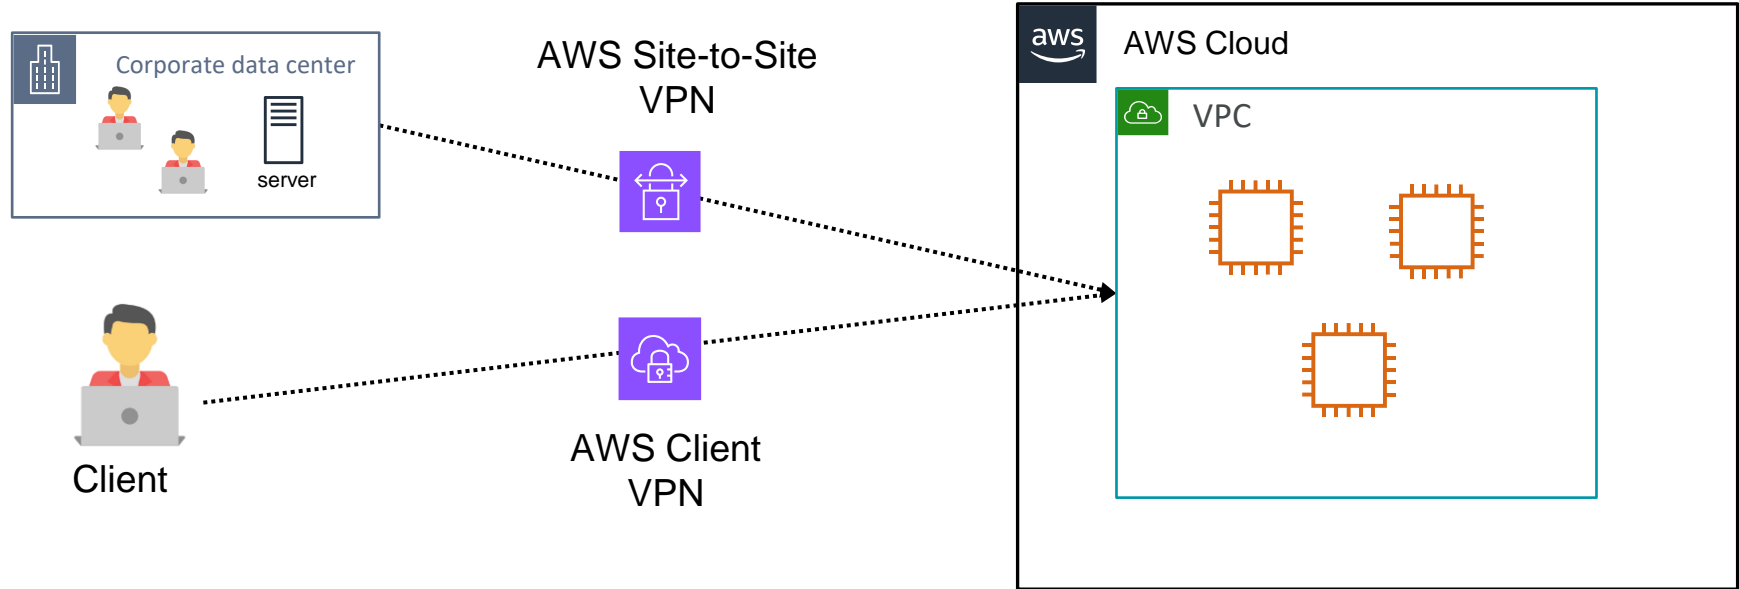 Corporate data center
server
AWS Site-to-Site
VPN
aws
AWS Cloud
VPC
Client
AWS Client
VPN